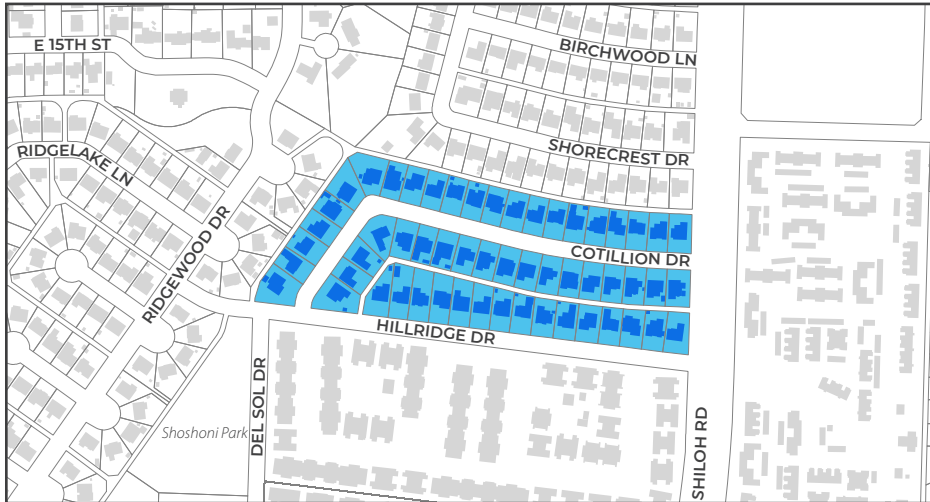 E 15TH ST
BIRCHWOOD LN
SHORECREST DR
RIDGELAKE LN
RIDGEWOOD DR
COTILLION DR
HILLRIDGE DR
DEL SOL DR
Shoshoni Park
SHILOH RD